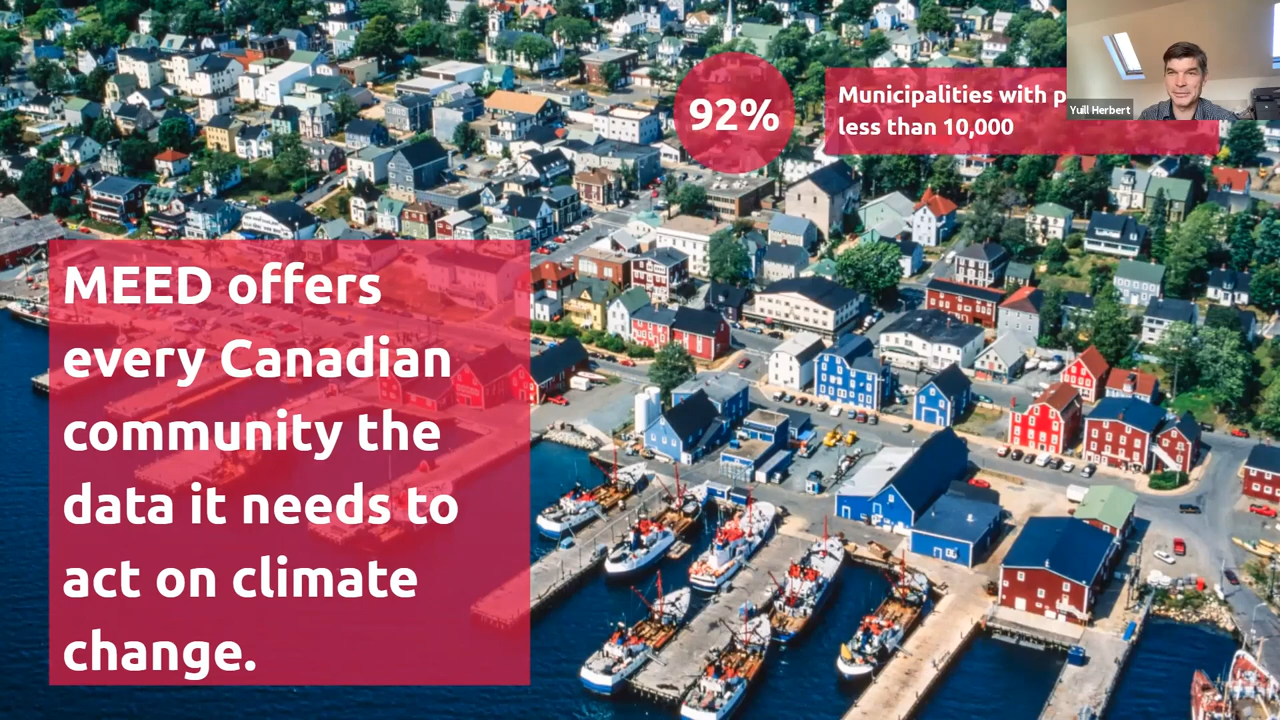 92%
Municipalities with p
less than 10,000
Yuill Herbert
MEED offers
every Canadian
community the
data it needs to
act on climate
change.